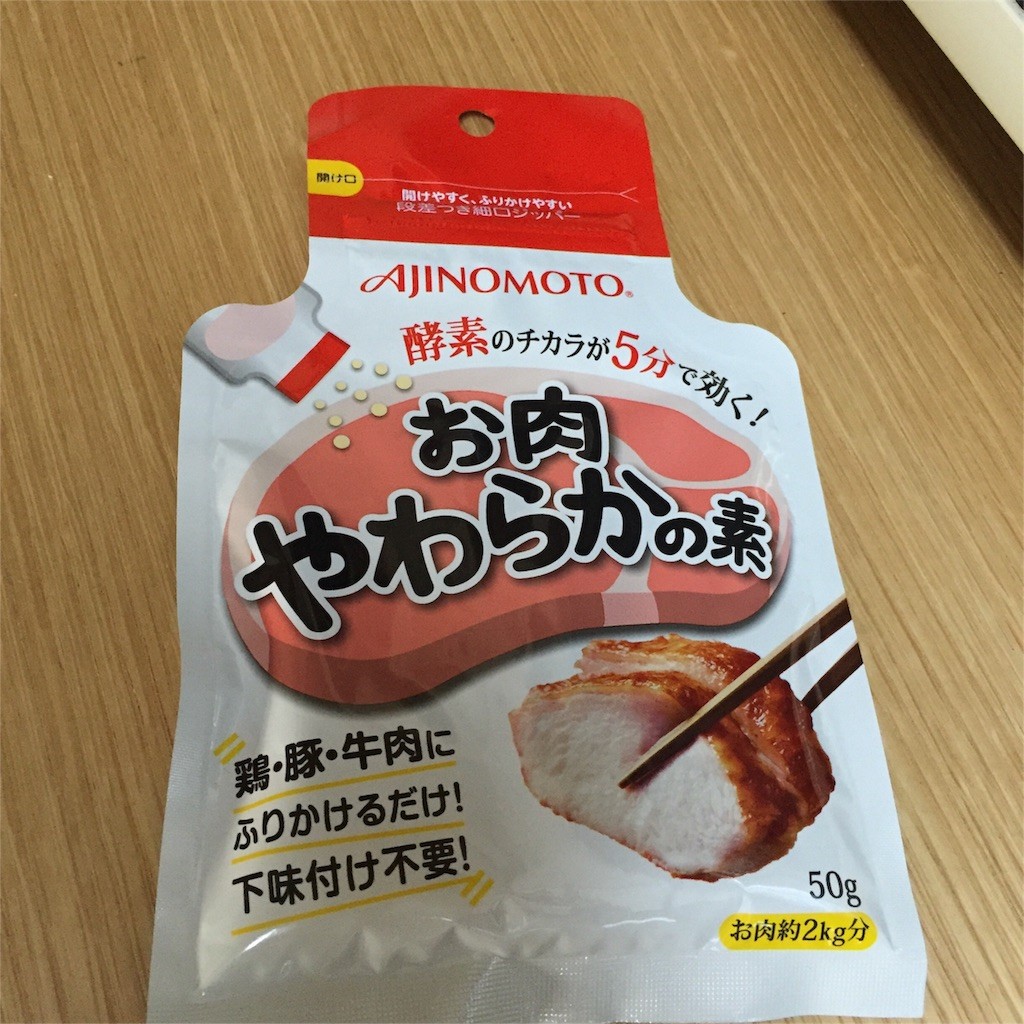 開け口
開けやすく、ふりかけやすい
段差つき細口ジッパー
AJINOMOTO®
酵素のチカラが5分で効く!
お肉
やわらかの素
鶏・豚・牛肉に
ふりかけるだけ!
下味付け不要!
50g
お肉約2kg分